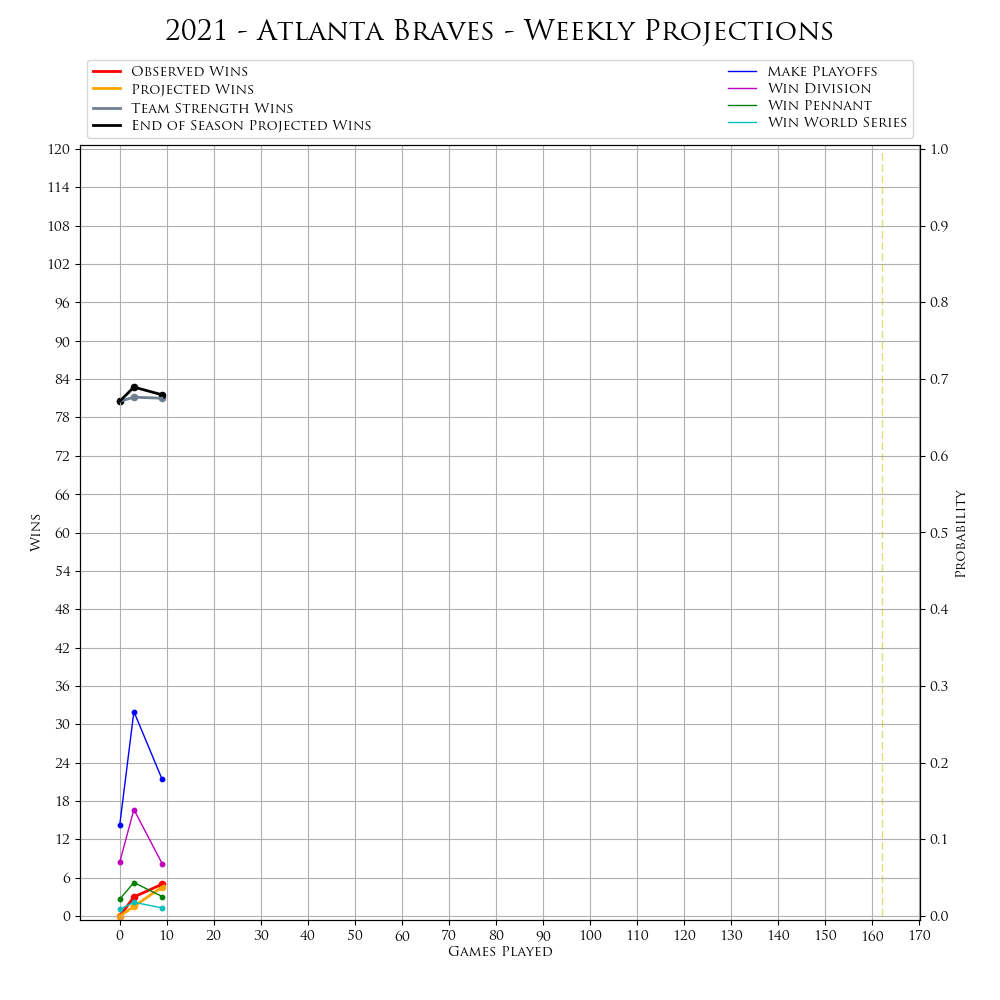 2021 - Atlanta Braves - Weekly Projections
Observed Wins
Projected Wins
Team Strength Wins
End of Season Projected Wins
Make Playoffs
Win Division
Win Pennant
Win World Series
120
114
108
102
96
90
84
78
72
66
60
54
48
42
36
30
24
18
12
6
0
Wins
1.0
0.9
0.8
0.7
0.6
0.5
0.4
0.3
0.2
0.1
0.0
Probability
0 10 20 30 40 50 60 70 80 90 100 110 120 130 140 150 160 170
Games Played